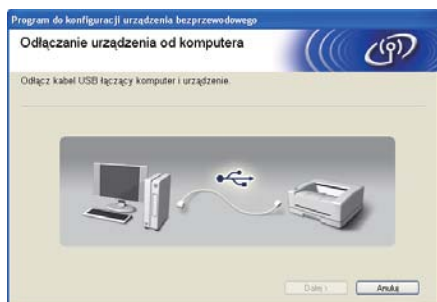 Program do konfiguracji urządzenia bezprzewodowego
Odłączanie urządzenia od komputera
Odłącz kabel USB łączący komputer i urządzenie.
Dalej >
Anuluj